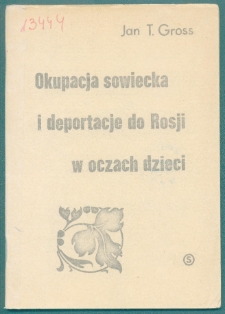 13444
Jan T. Gross
Okupacja sowiecka
i deportacje do Rosji
w oczach dzieci
S